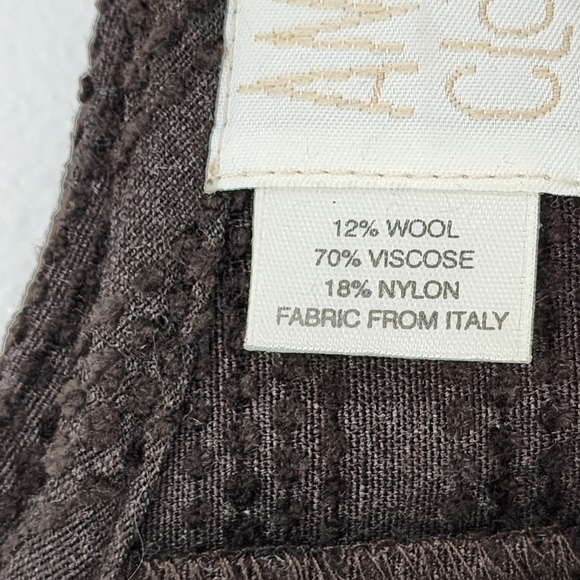 12% WOOL
70% VISCOSE
18% NYLON
FABRIC FROM ITALY